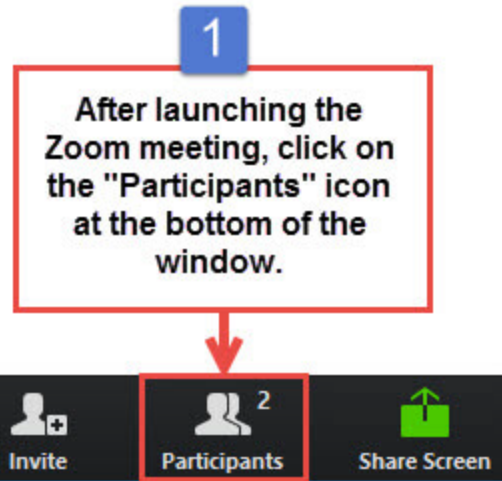 1
After launching the
Zoom meeting, click on
the "Participants" icon
at the bottom of the
window.
2
Invite
Participants
Share Screen